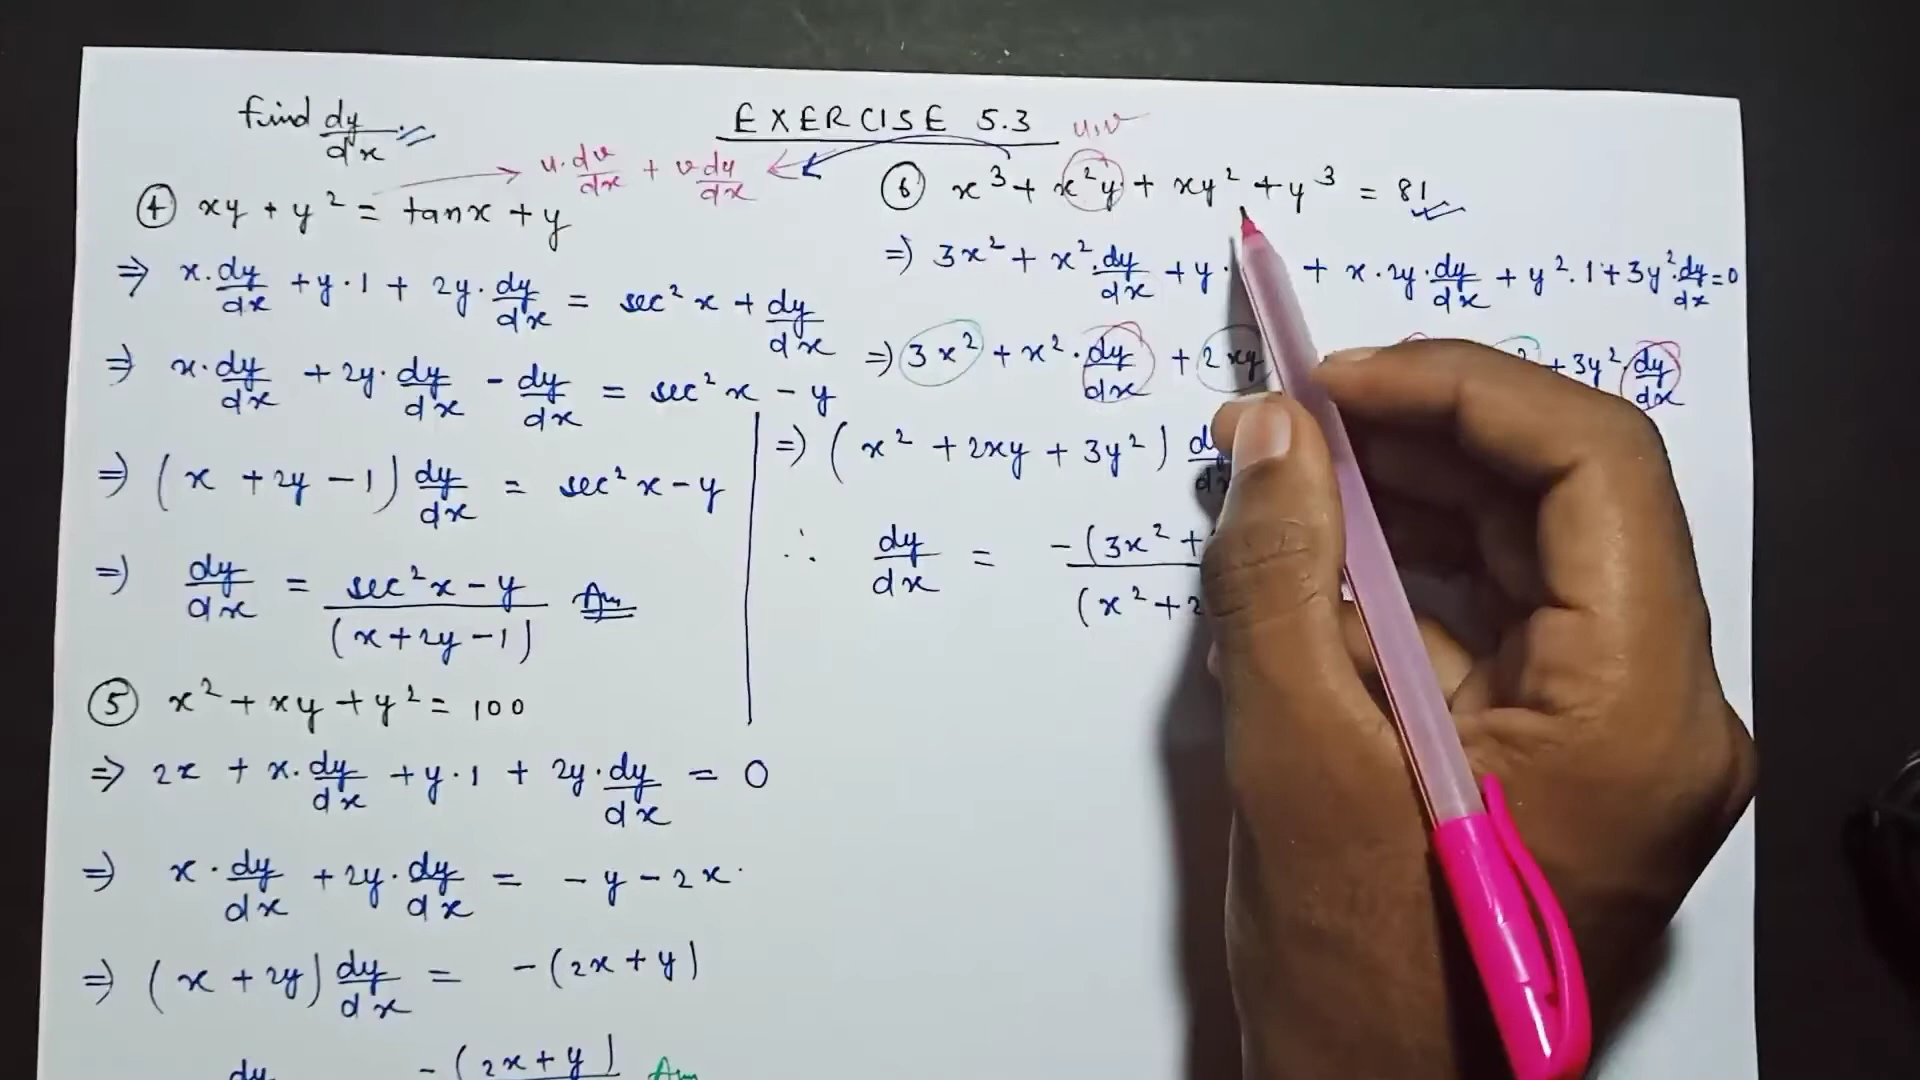 find dy/dx
EXERCISE 5.3
u.v
u.dv/dx + v dy/dx
④ xy + y² = tanx + y
⇒ x.dy/dx + y.1 + 2y.dy/dx = sec²x + dy/dx
⇒ x.dy/dx + 2y.dy/dx - dy/dx = sec²x - y
⇒ (x + 2y - 1) dy/dx = sec²x - y
⇒ dy/dx = sec²x - y / (x + 2y - 1) Ans
⑤ x² + xy + y² = 100
⇒ 2x + x.dy/dx + y.1 + 2y.dy/dx = 0
⇒ x.dy/dx + 2y.dy/dx = - y - 2x.
⇒ (x + 2y) dy/dx = - (2x + y)
dy - (2x + y) Ans
⑥ x³ + x²y + xy² + y³ = 81
⇒ 3x² + x².dy/dx + y. + x.2y.dy/dx + y².1 + 3y².dy/dx = 0
⇒ 3x² + x².dy/dx + 2xy + 3y².dy/dx
⇒ (x² + 2xy + 3y²)
∴ dy/dx = - (3x² + / (x² + 2